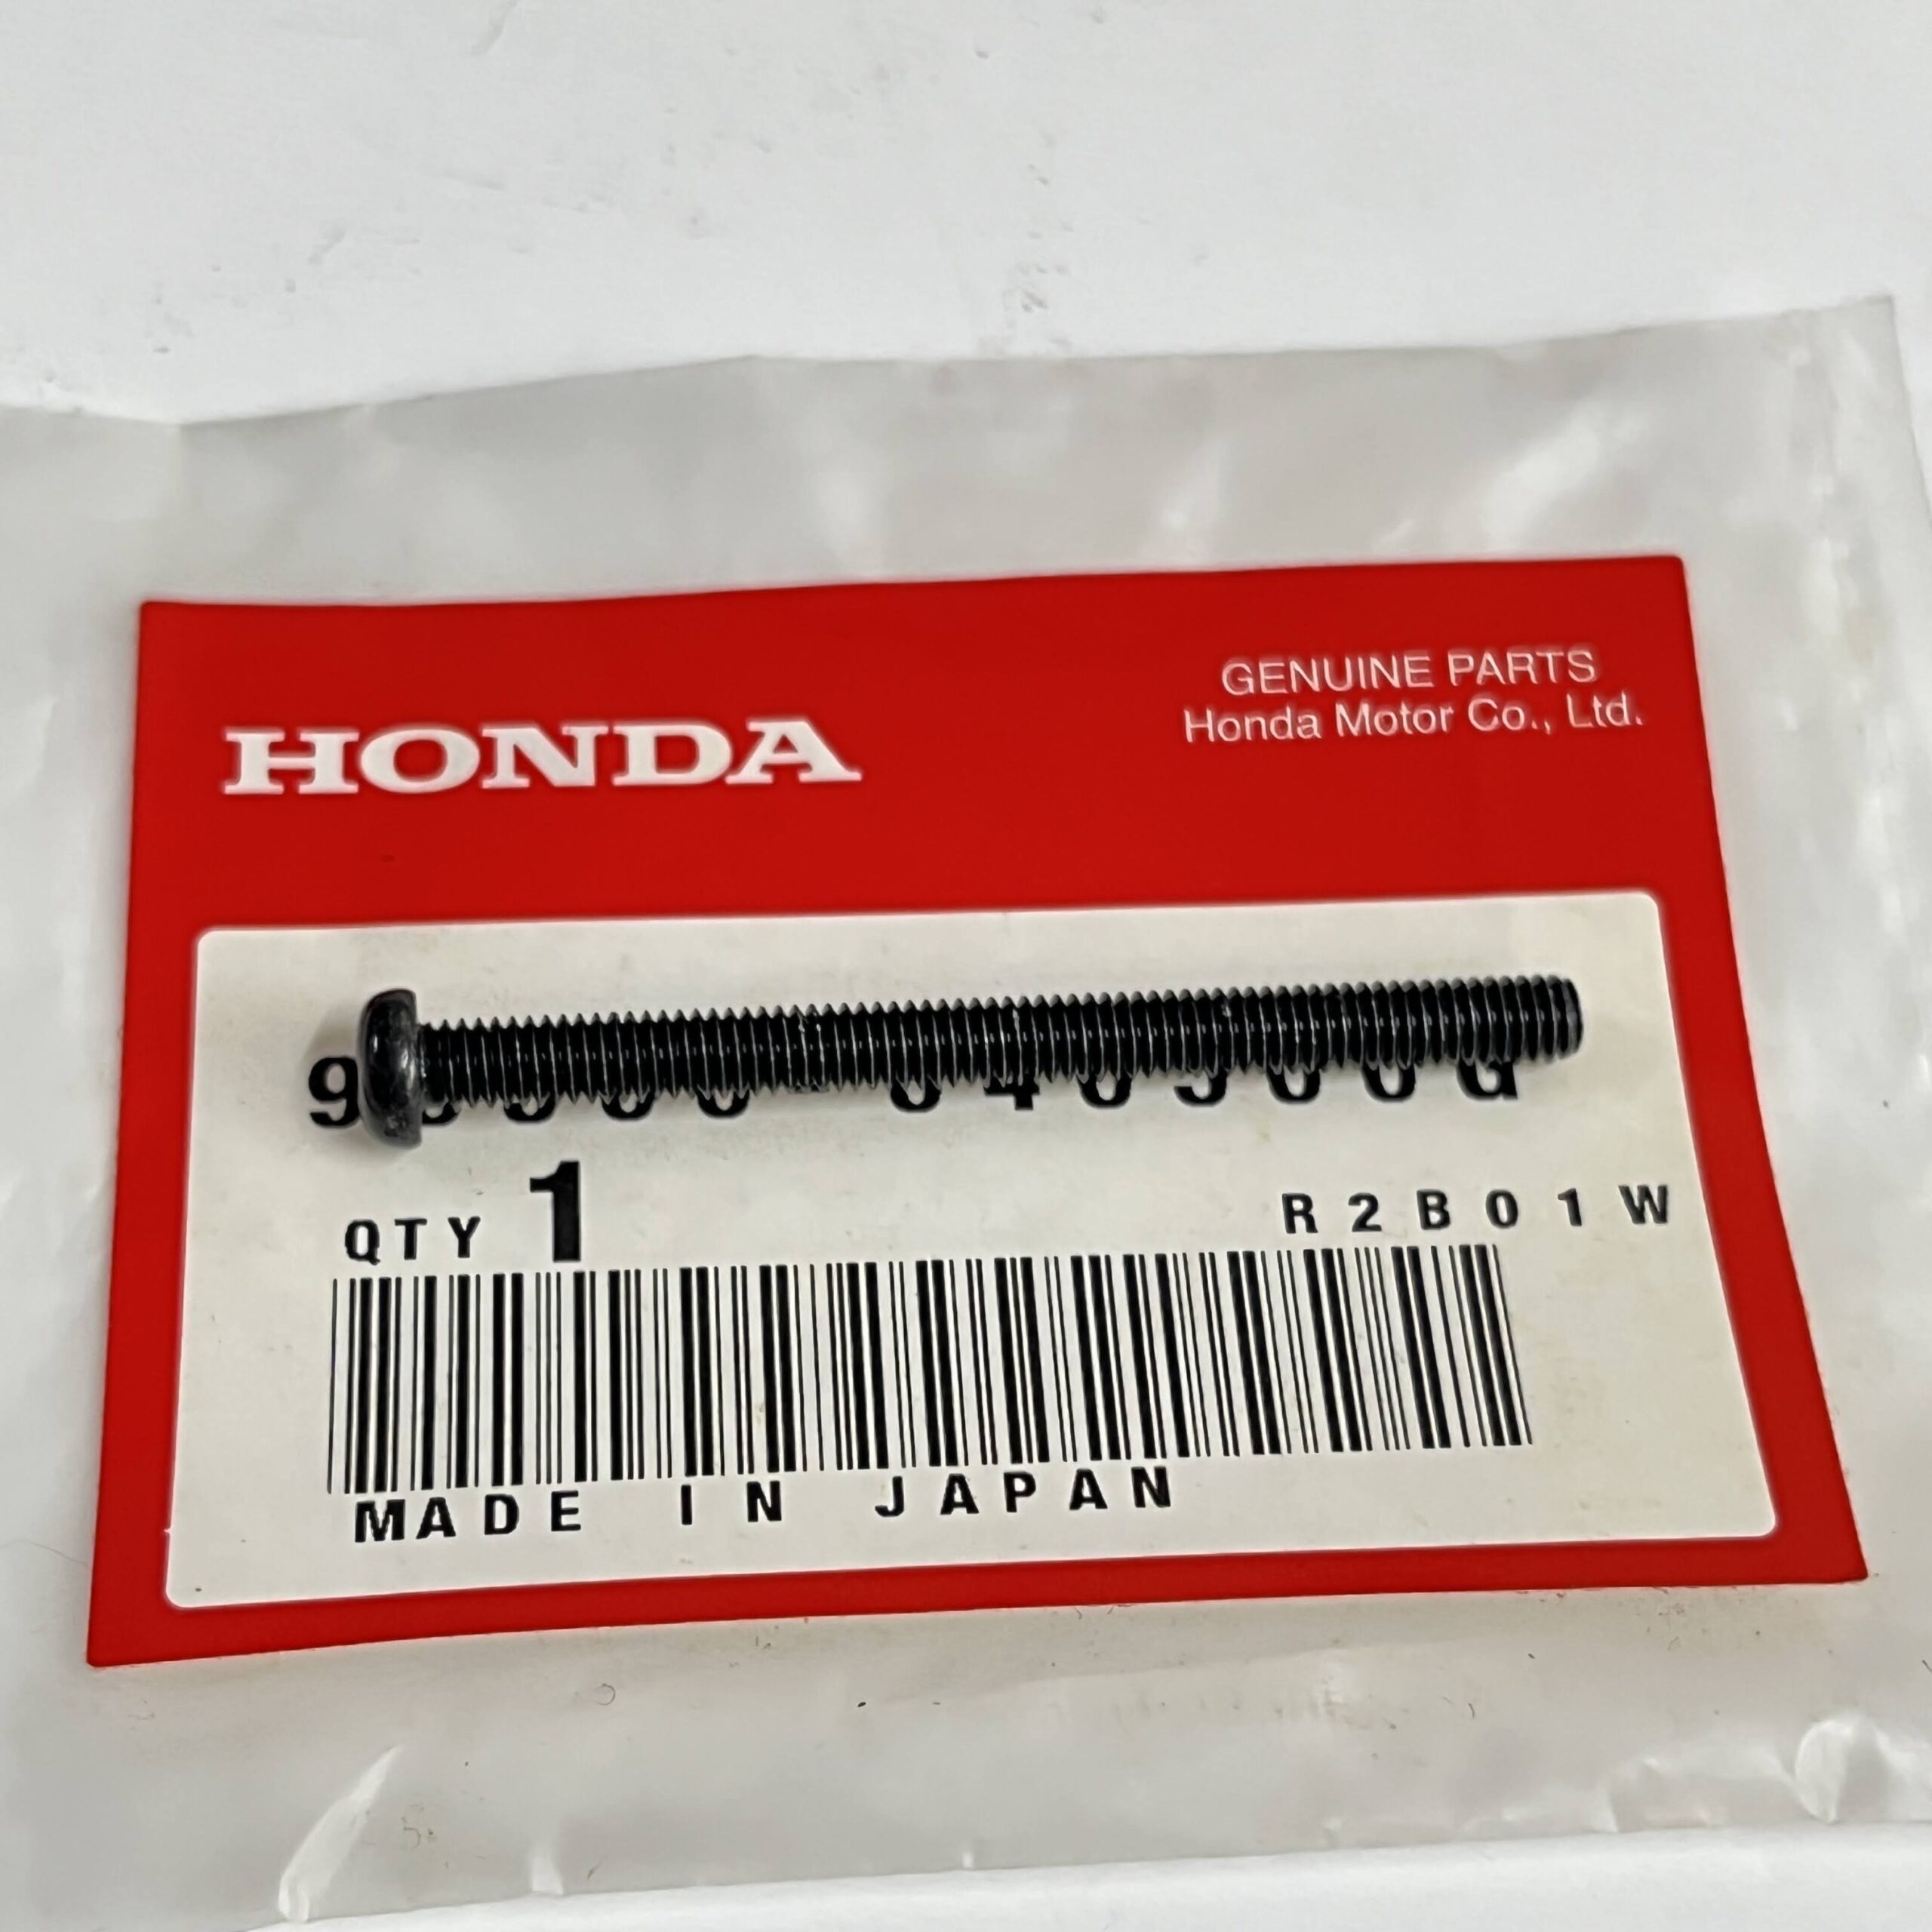 HONDA
GENUINE PARTS
Honda Motor Co., Ltd.
QTY 1
R2B01W
MADE IN JAPAN